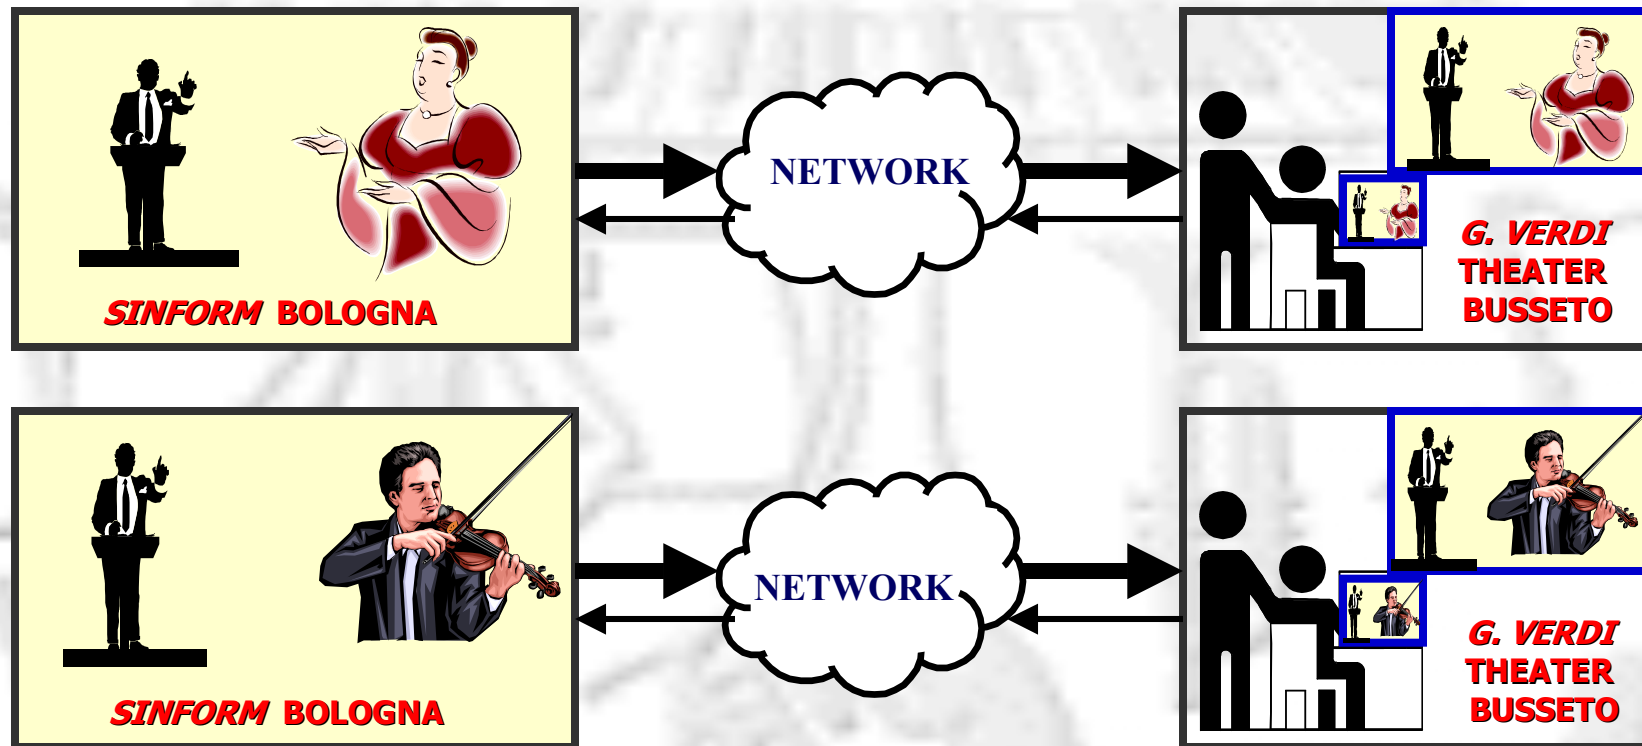 NETWORK
SINFORM BOLOGNA
G. VERDI
THEATER
BUSSETO
NETWORK
SINFORM BOLOGNA
G. VERDI
THEATER
BUSSETO